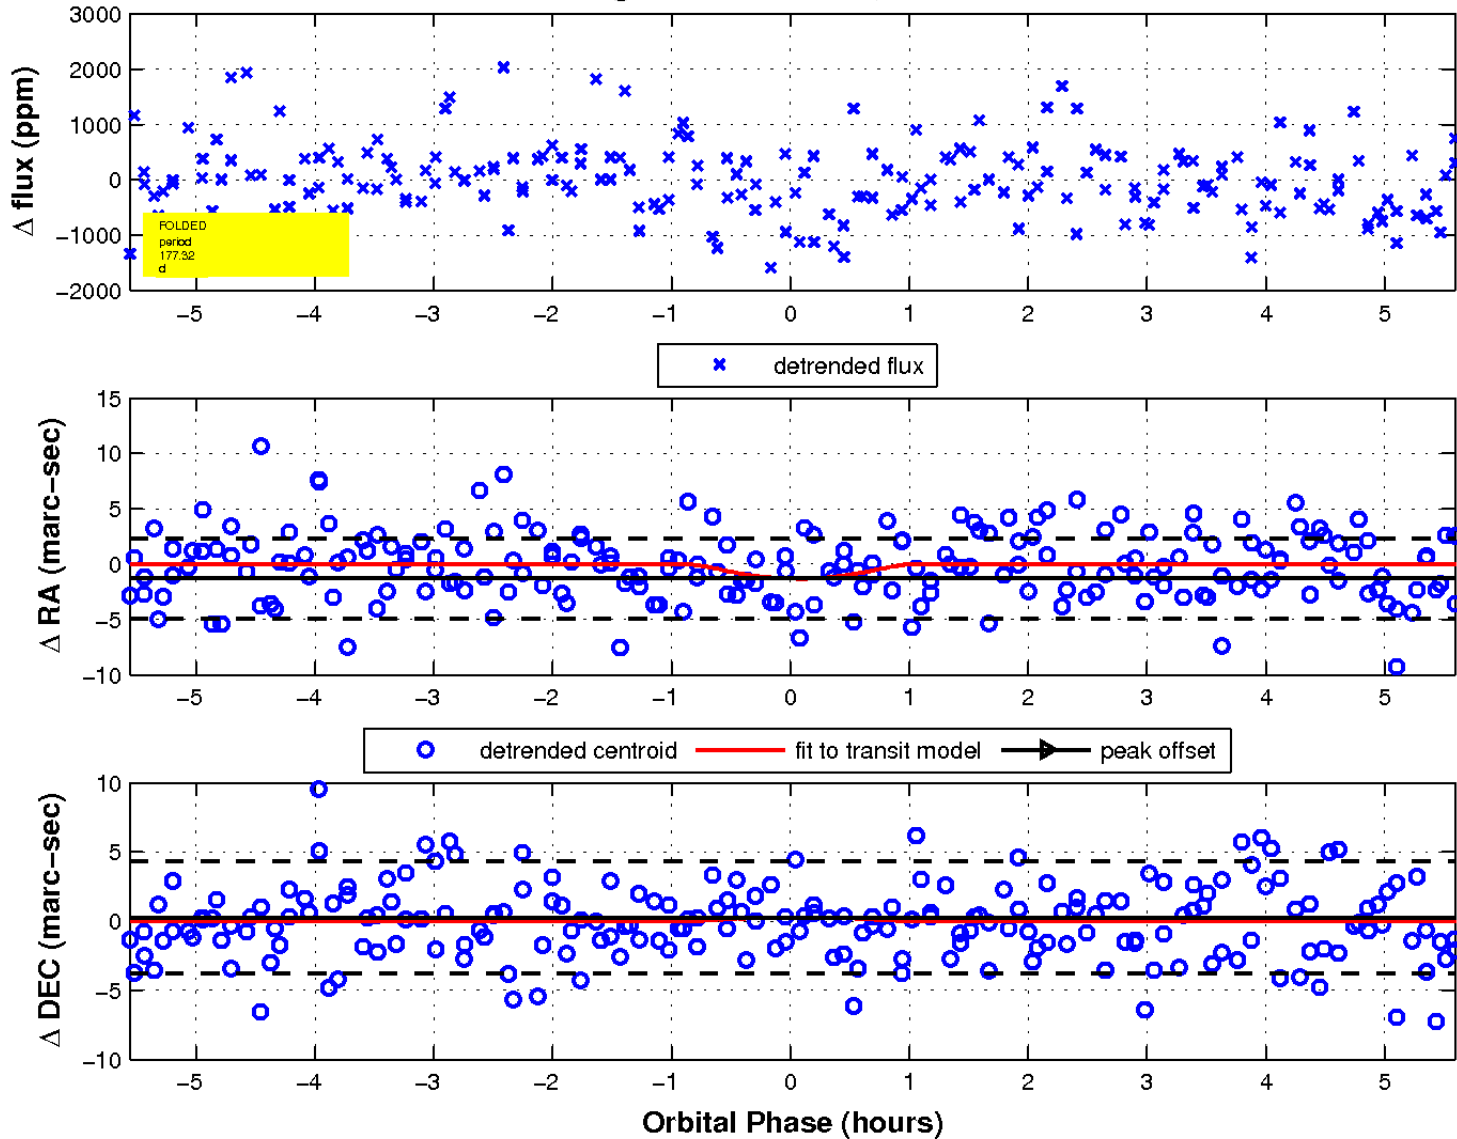 3000
2000
1000
0
−1000
−2000
Δ flux (ppm)
FOLDED
period
177.32
d
−5 −4 −3 −2 −1 0 1 2 3 4 5
detrended flux
15
10
5
0
−5
−10
Δ RA (marc−sec)
−5 −4 −3 −2 −1 0 1 2 3 4 5
detrended centroid fit to transit model peak offset
10
5
0
−5
−10
Δ DEC (marc−sec)
−5 −4 −3 −2 −1 0 1 2 3 4 5
Orbital Phase (hours)